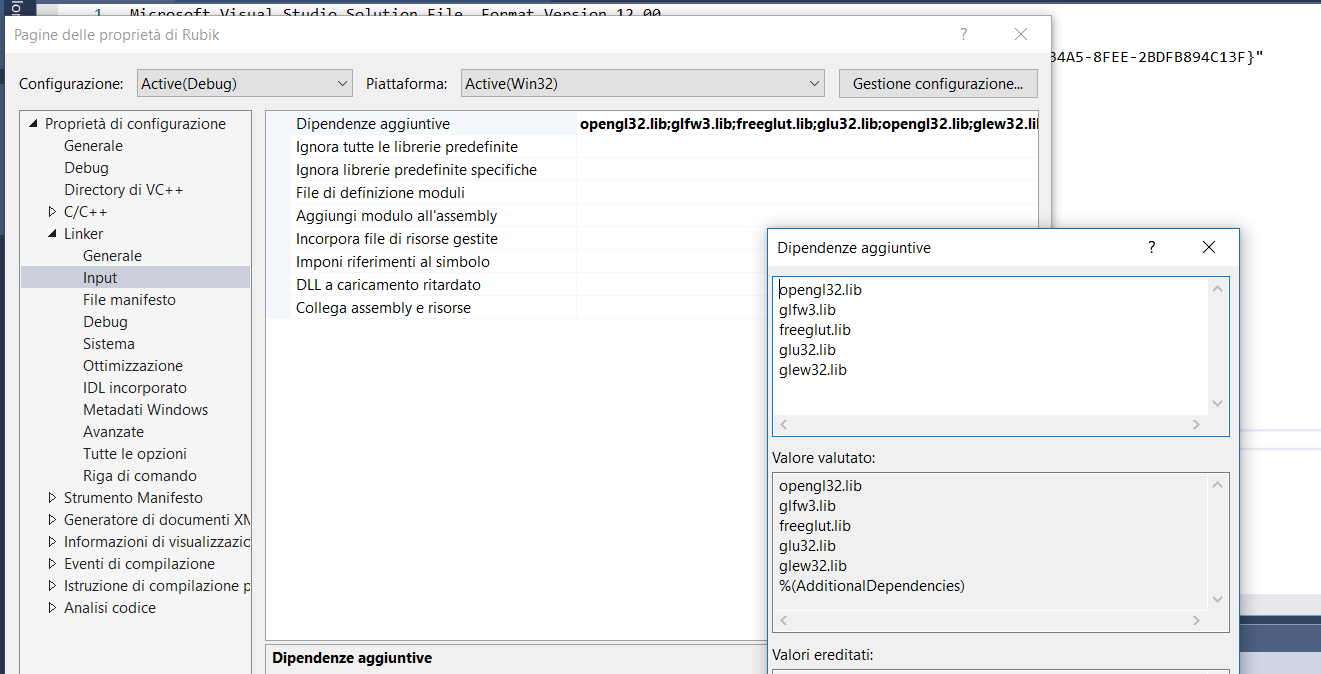 1 Microsoft Visual Studio Solution File, Format Version 12.00
Pagine delle proprietà di Rubik ?
34A5-8FEE-2BDFB894C13F}"
Configurazione: Active(Debug) Piattaforma: Active(Win32) Gestione configurazione...
Proprietà di configurazione
Generale
Debug
Directory di VC++
C/C++
Linker
Generale
Input
File manifesto
Debug
Sistema
Ottimizzazione
IDL incorporato
Metadati Windows
Avanzate
Tutte le opzioni
Riga di comando
Strumento Manifesto
Generatore di documenti XM
Informazioni di visualizzazio
Eventi di compilazione
Istruzione di compilazione p
Analisi codice
Dipendenze aggiuntive opengl32.lib;glfw3.lib;freeglut.lib;glu32.lib;opengl32.lib;glew32.li
Ignora tutte le librerie predefinite
Ignora librerie predefinite specifiche
File di definizione moduli
Aggiungi modulo all'assembly
Incorpora file di risorse gestite
Imponi riferimenti al simbolo
DLL a caricamento ritardato
Collega assembly e risorse
Dipendenze aggiuntive
Dipendenze aggiuntive ?
opengl32.lib
glfw3.lib
freeglut.lib
glu32.lib
glew32.lib
Valore valutato:
opengl32.lib
glfw3.lib
freeglut.lib
glu32.lib
glew32.lib
%(AdditionalDependencies)
Valori ereditati: